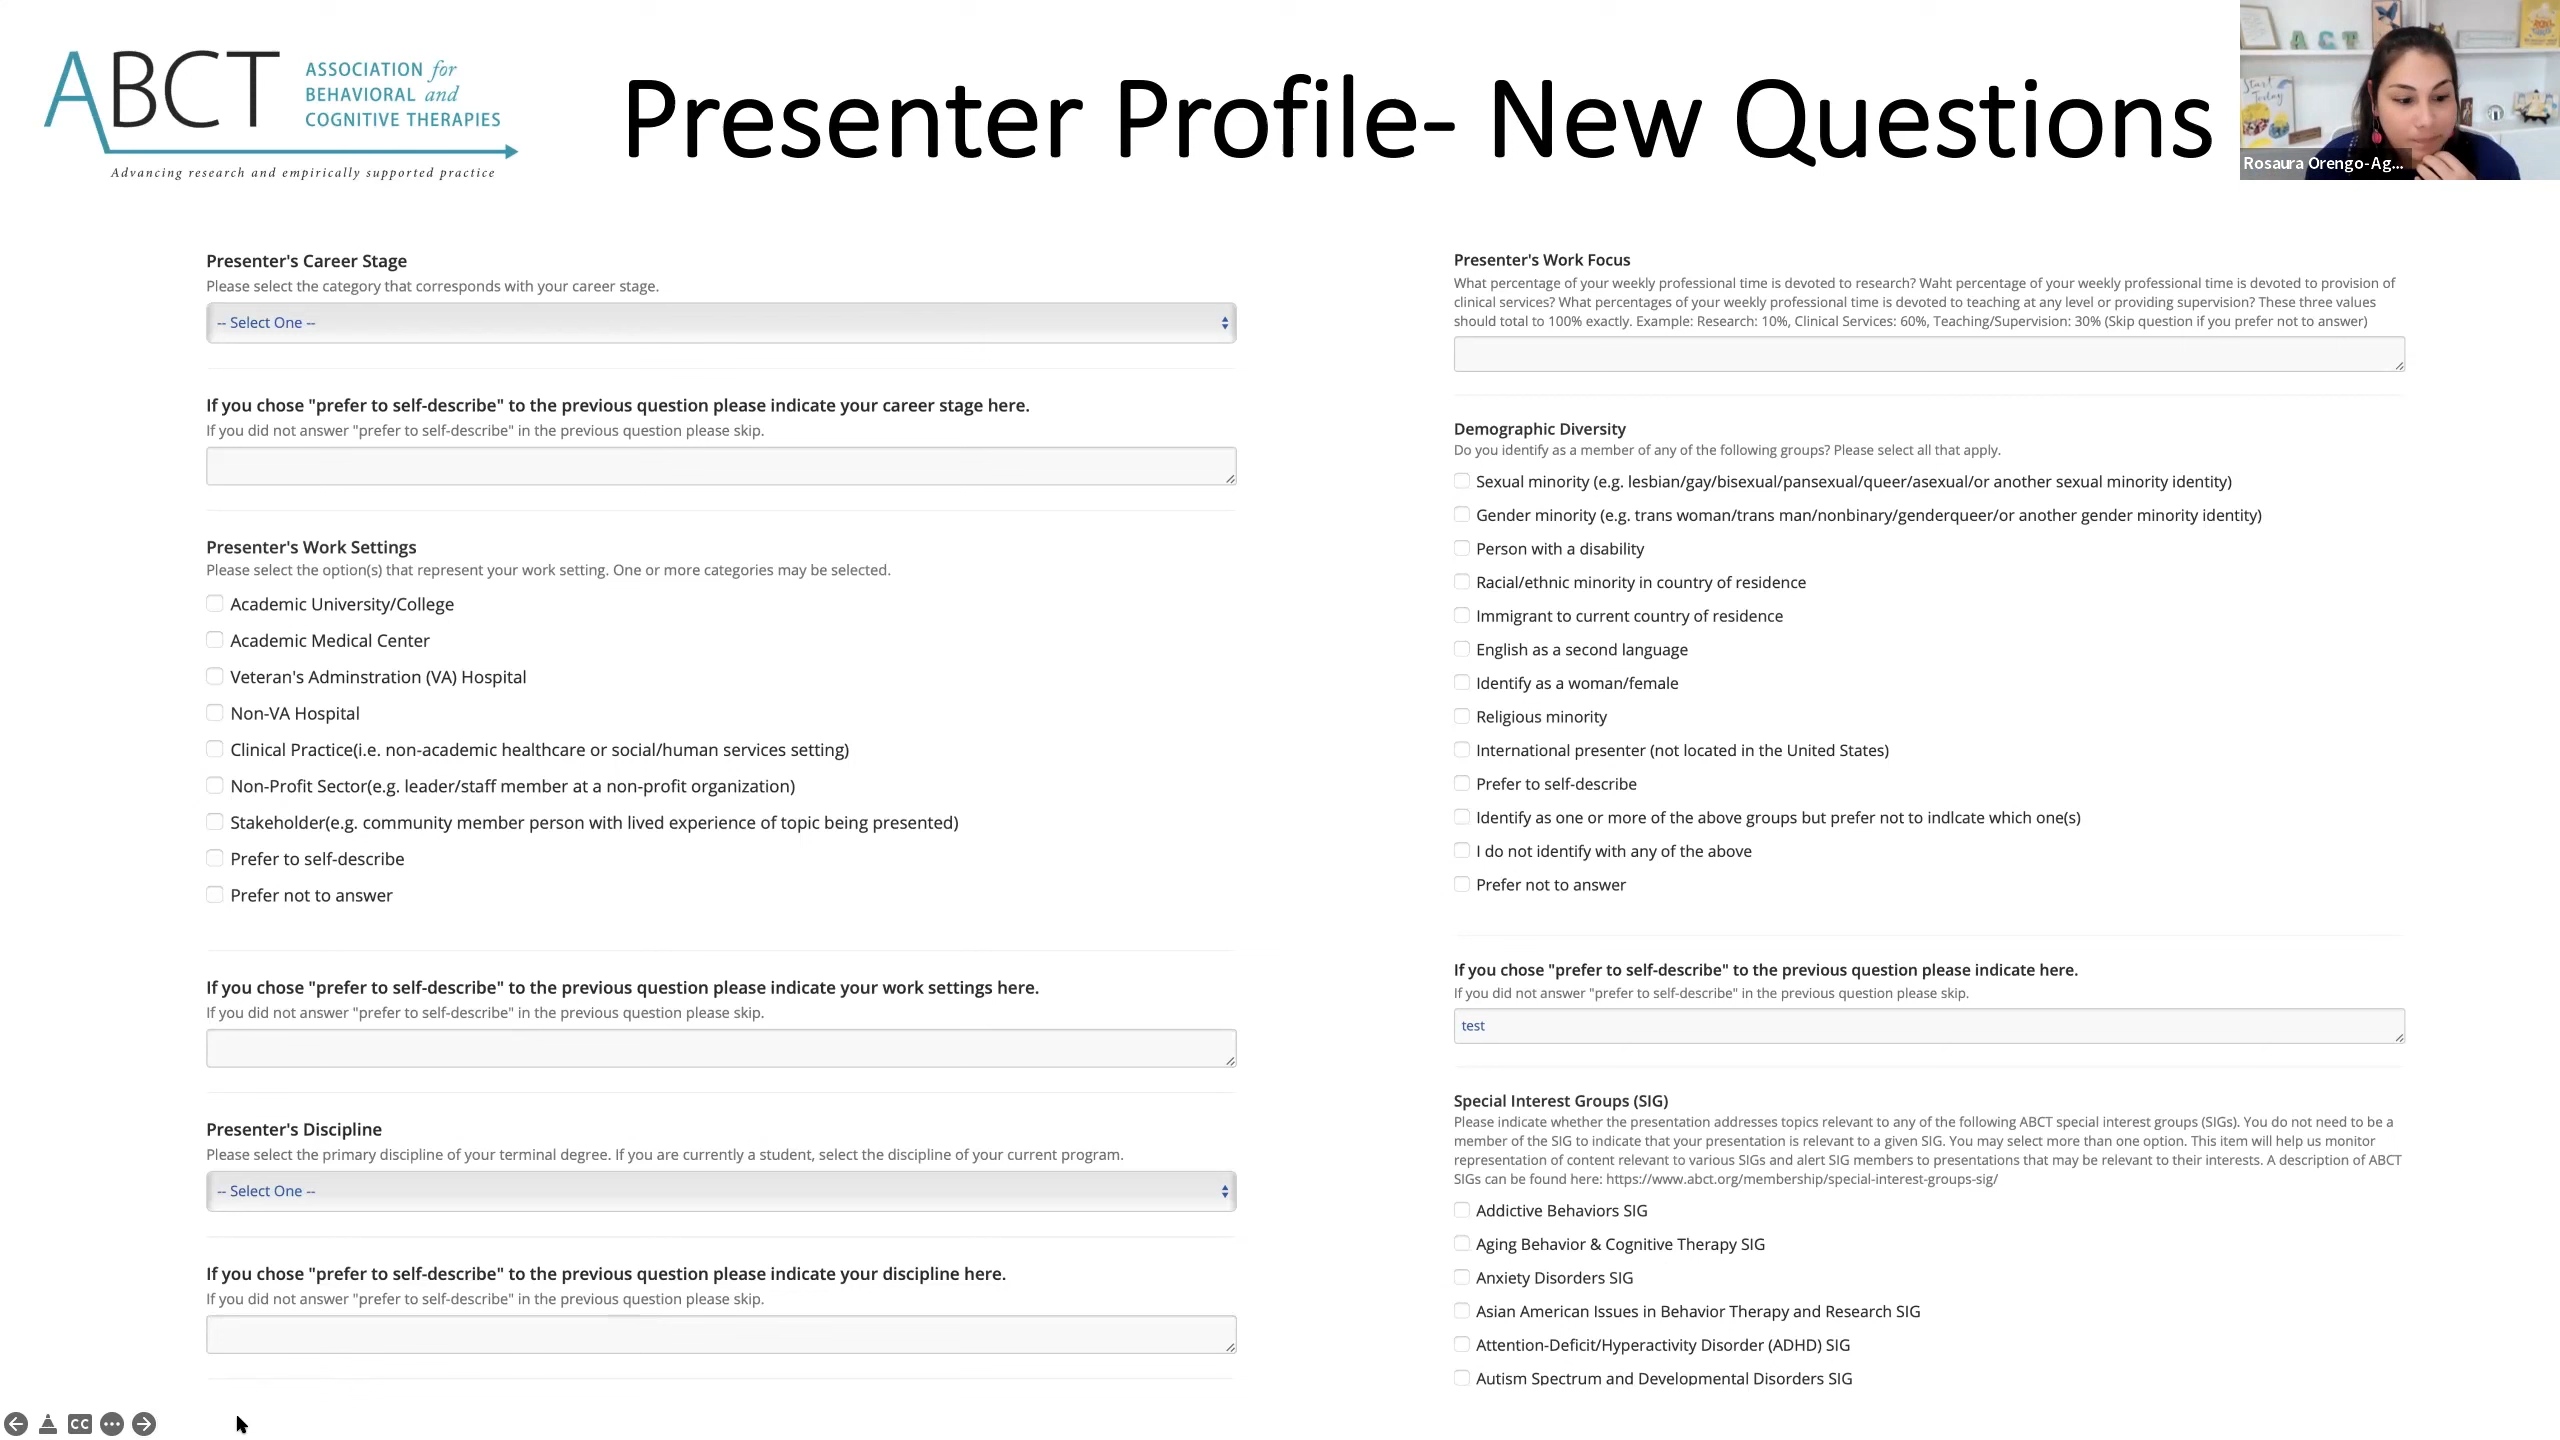 ABCT
ASSOCIATION for
BEHAVIORAL and
COGNITIVE THERAPIES
Advancing research and empirically supported practice
Presenter Profile- New Questions
ACT
Start
Today
Rosaura Orengo-Ag...
Presenter's Career Stage
Please select the category that corresponds with your career stage.
-- Select One --
If you chose "prefer to self-describe" to the previous question please indicate your career stage here.
If you did not answer "prefer to self-describe" in the previous question please skip.
Presenter's Work Settings
Please select the option(s) that represent your work setting. One or more categories may be selected.
Academic University/College
Academic Medical Center
Veteran's Adminstration (VA) Hospital
Non-VA Hospital
Clinical Practice(i.e. non-academic healthcare or social/human services setting)
Non-Profit Sector(e.g. leader/staff member at a non-profit organization)
Stakeholder(e.g. community member person with lived experience of topic being presented)
Prefer to self-describe
Prefer not to answer
If you chose "prefer to self-describe" to the previous question please indicate your work settings here.
If you did not answer "prefer to self-describe" in the previous question please skip.
Presenter's Discipline
Please select the primary discipline of your terminal degree. If you are currently a student, select the discipline of your current program.
-- Select One --
If you chose "prefer to self-describe" to the previous question please indicate your discipline here.
If you did not answer "prefer to self-describe" in the previous question please skip.
Presenter's Work Focus
What percentage of your weekly professional time is devoted to research? Waht percentage of your weekly professional time is devoted to provision of
clinical services? What percentages of your weekly professional time is devoted to teaching at any level or providing supervision? These three values
should total to 100% exactly. Example: Research: 10%, Clinical Services: 60%, Teaching/Supervision: 30% (Skip question if you prefer not to answer)
Demographic Diversity
Do you identify as a member of any of the following groups? Please select all that apply.
Sexual minority (e.g. lesbian/gay/bisexual/pansexual/queer/asexual/or another sexual minority identity)
Gender minority (e.g. trans woman/trans man/nonbinary/genderqueer/or another gender minority identity)
Person with a disability
Racial/ethnic minority in country of residence
Immigrant to current country of residence
English as a second language
Identify as a woman/female
Religious minority
International presenter (not located in the United States)
Prefer to self-describe
Identify as one or more of the above groups but prefer not to indlcate which one(s)
I do not identify with any of the above
Prefer not to answer
If you chose "prefer to self-describe" to the previous question please indicate here.
If you did not answer "prefer to self-describe" in the previous question please skip.
test
Special Interest Groups (SIG)
Please indicate whether the presentation addresses topics relevant to any of the following ABCT special interest groups (SIGs). You do not need to be a
member of the SIG to indicate that your presentation is relevant to a given SIG. You may select more than one option. This item will help us monitor
representation of content relevant to various SIGs and alert SIG members to presentations that may be relevant to their interests. A description of ABCT
SIGs can be found here: https://www.abct.org/membership/special-interest-groups-sig/
Addictive Behaviors SIG
Aging Behavior & Cognitive Therapy SIG
Anxiety Disorders SIG
Asian American Issues in Behavior Therapy and Research SIG
Attention-Deficit/Hyperactivity Disorder (ADHD) SIG
Autism Spectrum and Developmental Disorders SIG
CC